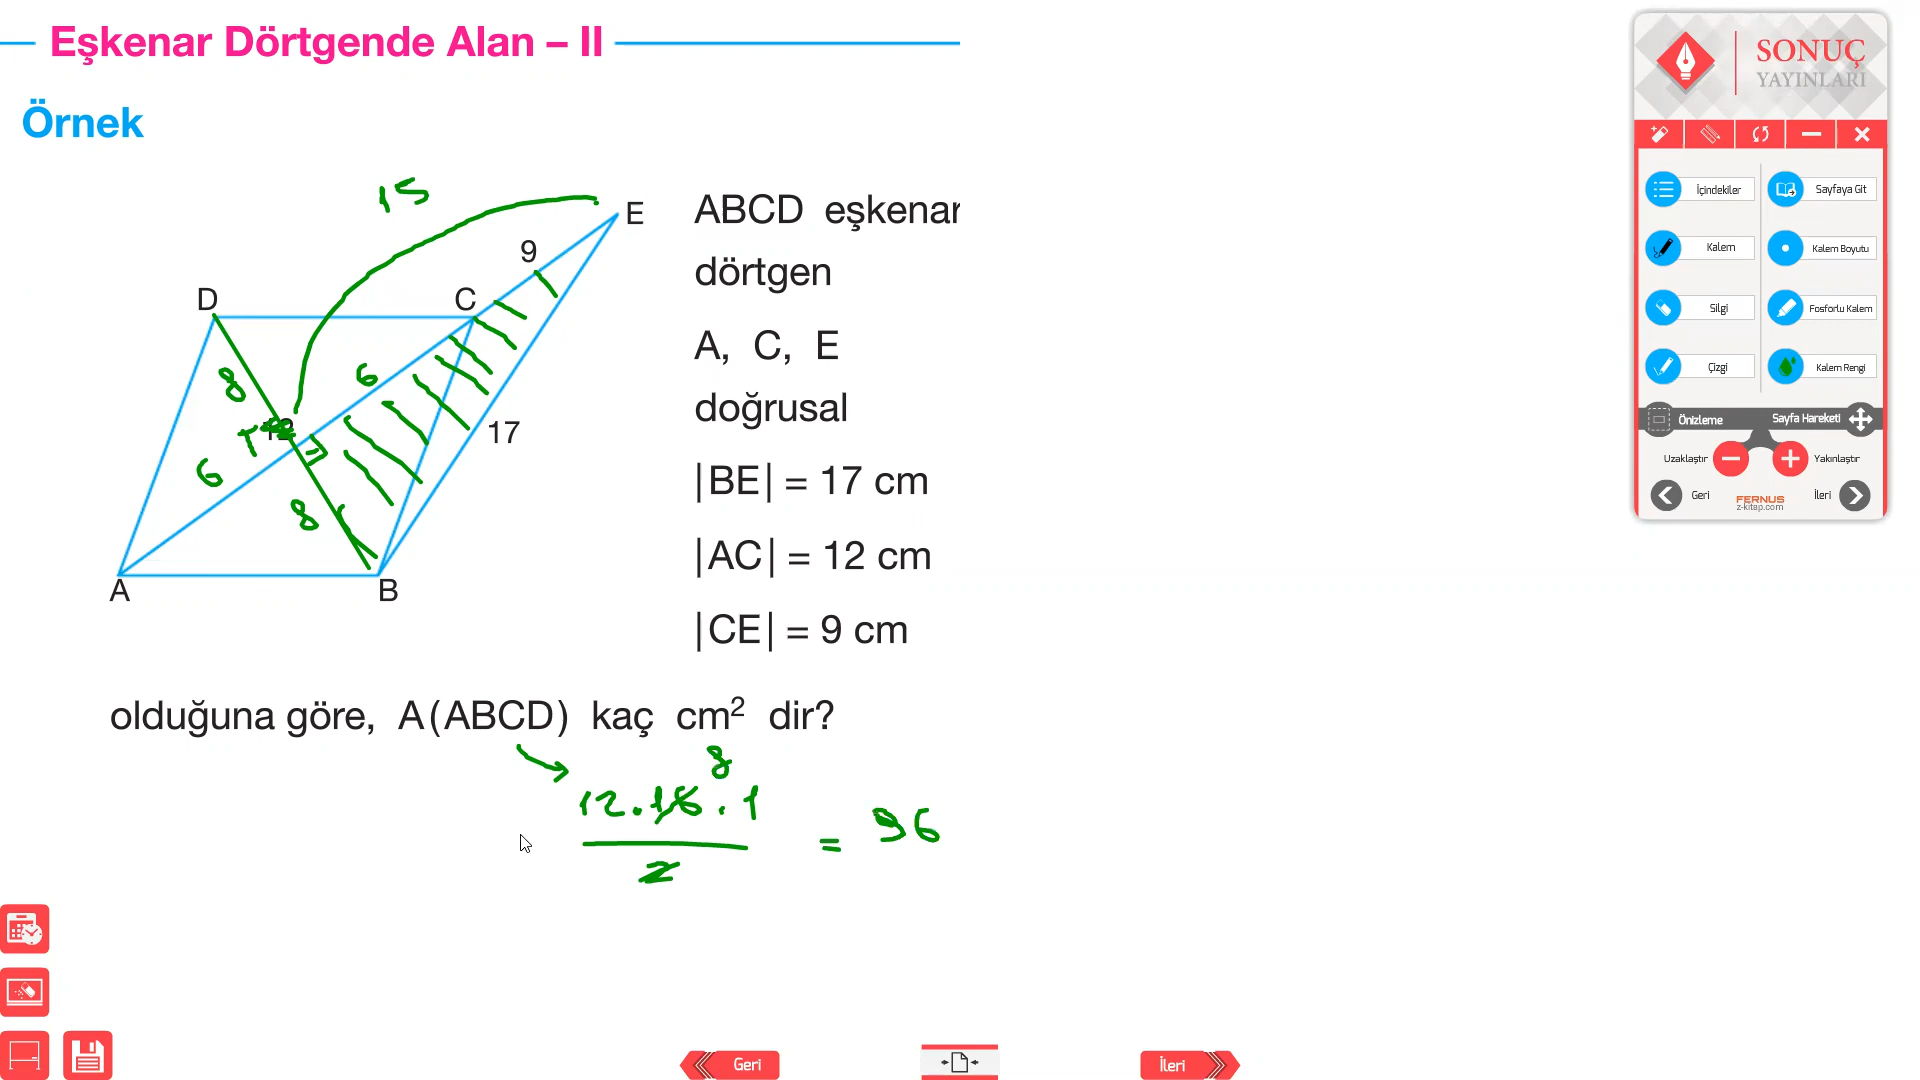 Eşkenar Dörtgende Alan – II
Örnek
15
E
9
D
C
8
6
12
17
6
8
A
B
ABCD eşkenar
dörtgen
A, C, E
doğrusal
|BE| = 17 cm
|AC| = 12 cm
|CE| = 9 cm
olduğuna göre, A(ABCD) kaç cm² dir?
8
12.16.1
2
= 96
SONUÇ
YAYINLARI
İçindekiler
Sayfaya Git
Kalem
Kalem Boyutu
Silgi
Fosforlu Kalem
Çizgi
Kalem Rengi
Önizleme
Sayfa Hareketi
Uzaklaştır
Yakınlaştır
Geri
FERNUS
z-kitap.com
İleri
Geri
İleri